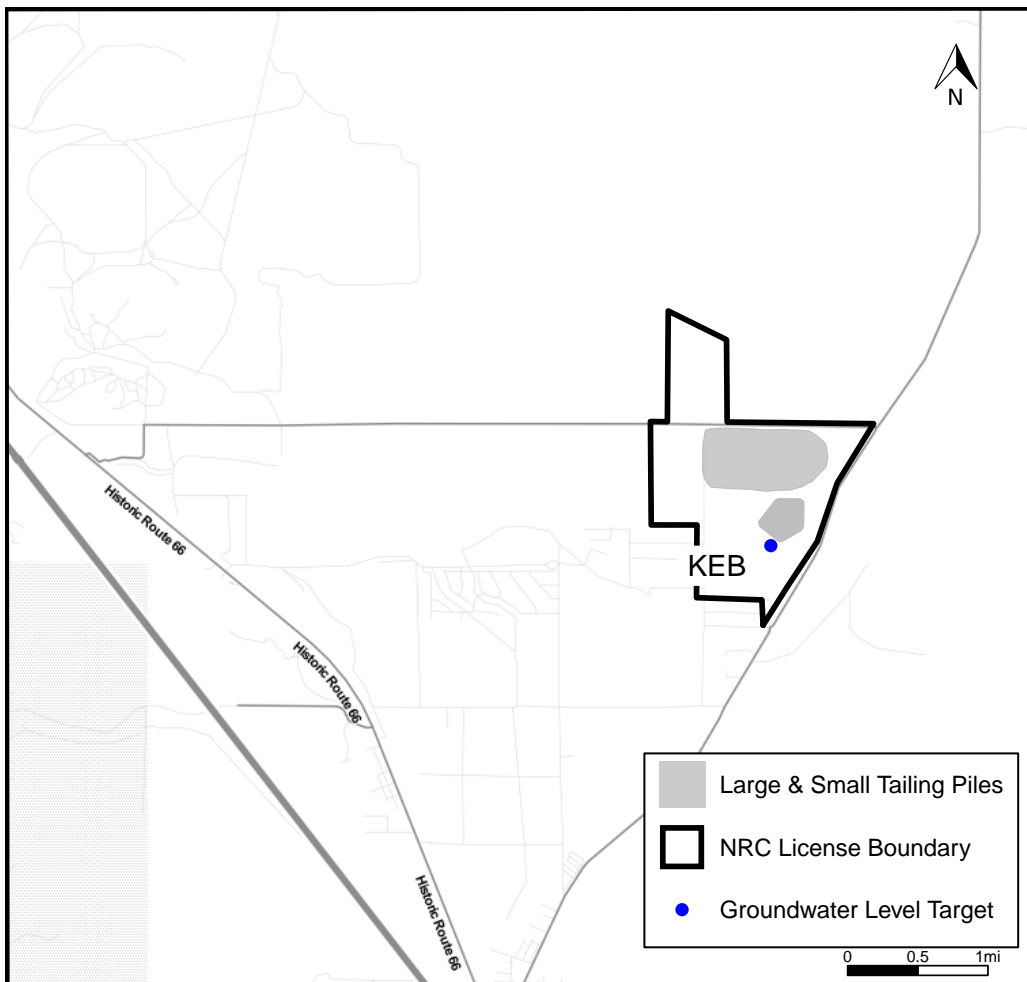 N
Historic Route 66
KEB
Historic Route 66
Large & Small Tailing Piles
NRC License Boundary
Historic Route 66
Groundwater Level Target
0 0.5 1mi